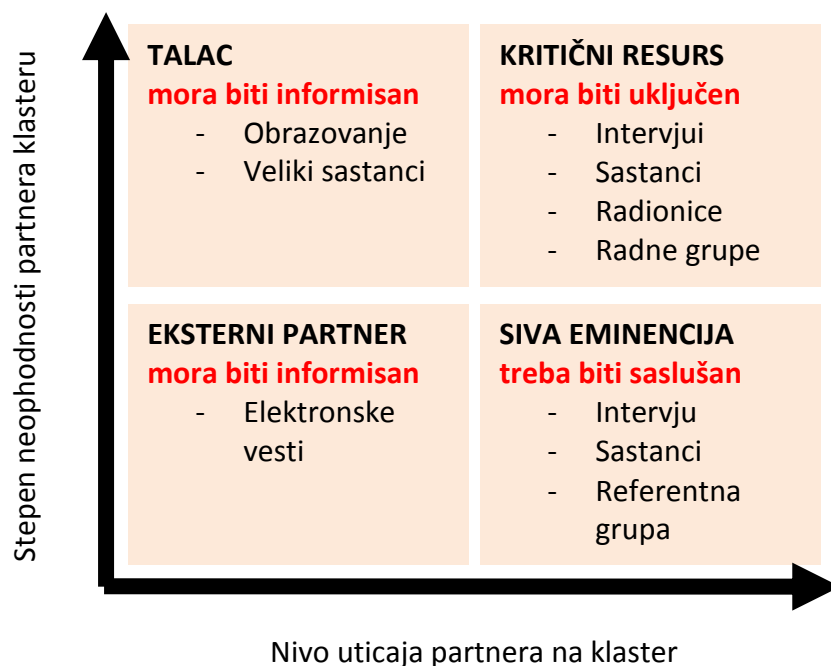 Stepen neophodnosti partnera klasteru
TALAC
mora biti informisan
- Obrazovanje
- Veliki sastanci
KRITIČNI RESURS
mora biti uključen
- Intervjui
- Sastanci
- Radionice
- Radne grupe
EKSTERNI PARTNER
mora biti informisan
- Elektronske
vesti
SIVA EMINENCIJA
treba biti saslušan
- Intervju
- Sastanci
- Referentna
grupa
Nivo uticaja partnera na klaster